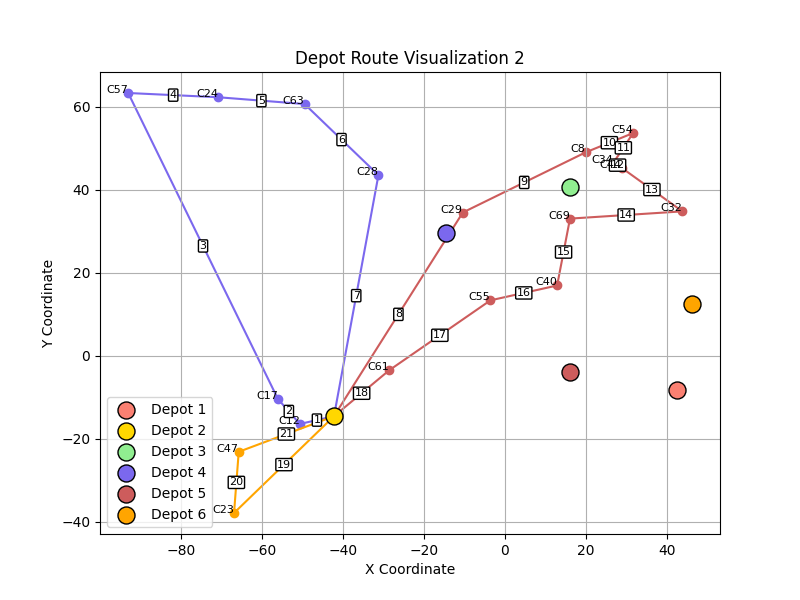 Depot Route Visualization 2
Y Coordinate
60
40
20
0
−20
−40
C57
4
C24
5
C63
6
C28
3
7
C17
2
C12
1
C47
21
19
20
C23
C29
8
9
C8
10
C54
11
C34
12
13
C32
14
C69
15
C40
16
C55
17
C61
18
Depot 1
Depot 2
Depot 3
Depot 4
Depot 5
Depot 6
−80
−60
−40
−20
0
20
40
X Coordinate